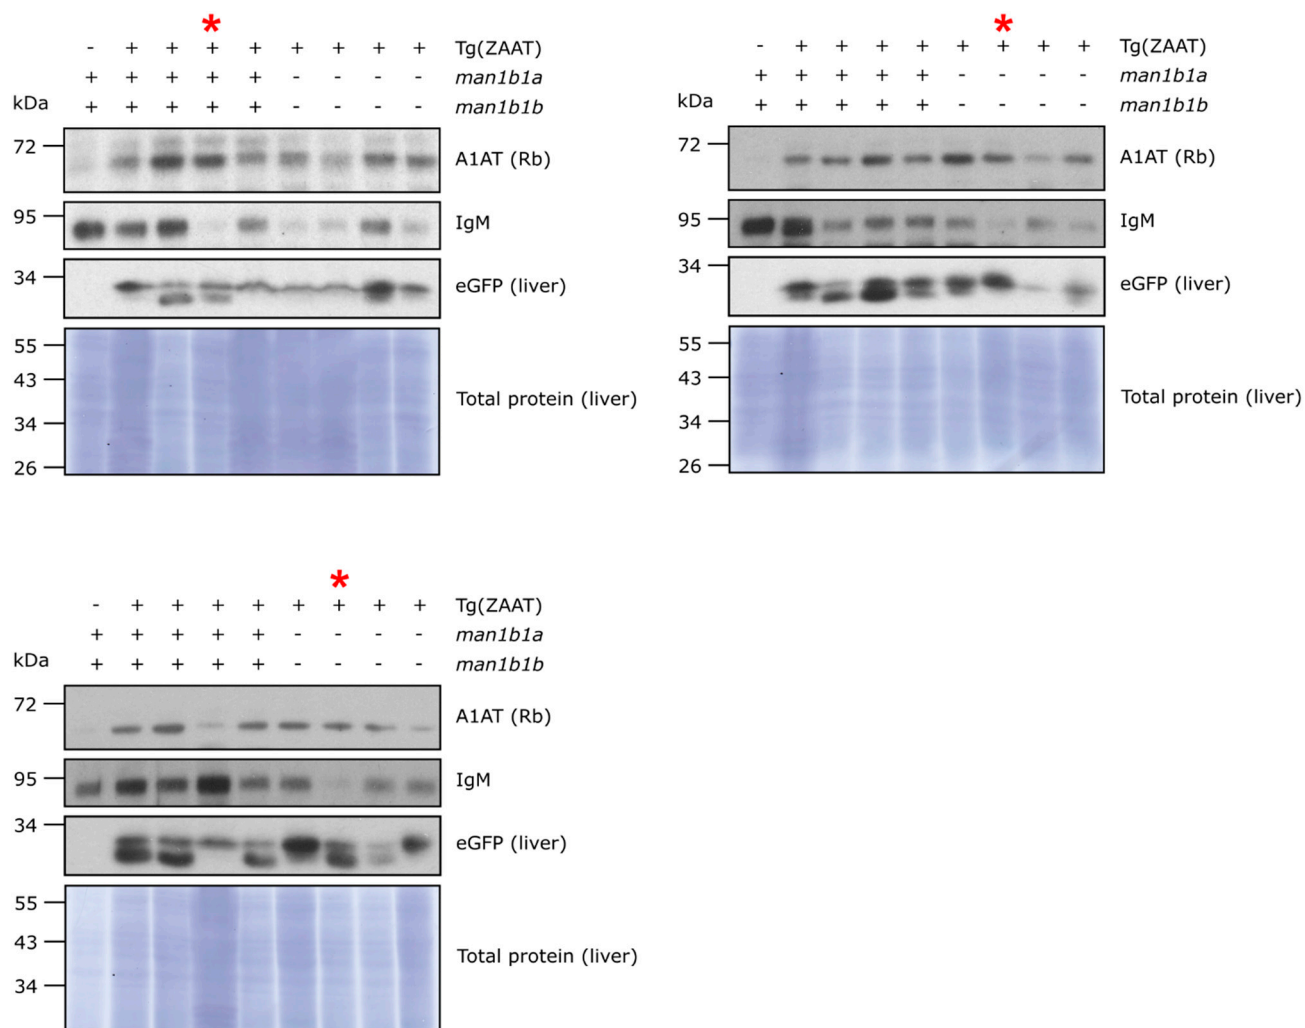 *
- + + + + + + + + Tg(ZAAT)
+ + + + + - - - - man1b1a
kDa + + + + + - - - - man1b1b
72 A1AT (Rb)
95 IgM
34 eGFP (liver)
55
43
Total protein (liver)
34
26
*
- + + + + + + + + Tg(ZAAT)
+ + + + + - - - - man1b1a
kDa + + + + + - - - - man1b1b
72 A1AT (Rb)
95 IgM
34 eGFP (liver)
55
43
Total protein (liver)
34
26
*
- + + + + + + + + Tg(ZAAT)
+ + + + + - - - - man1b1a
kDa + + + + + - - - - man1b1b
72 A1AT (Rb)
95 IgM
34 eGFP (liver)
55
43
Total protein (liver)
34